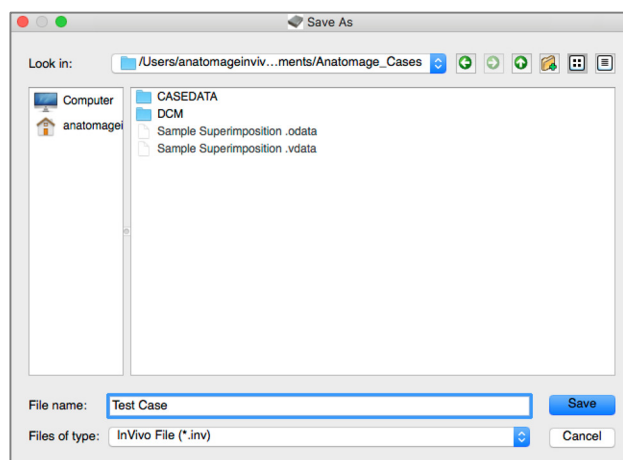 Save As
Look in: /Users/anatomageinviv...ments/Anatomage_Cases
Computer
anatomagei
CASEDATA
DCM
Sample Superimposition .odata
Sample Superimposition .vdata
File name: Test Case Save
Files of type: InVivo File (*.inv) Cancel